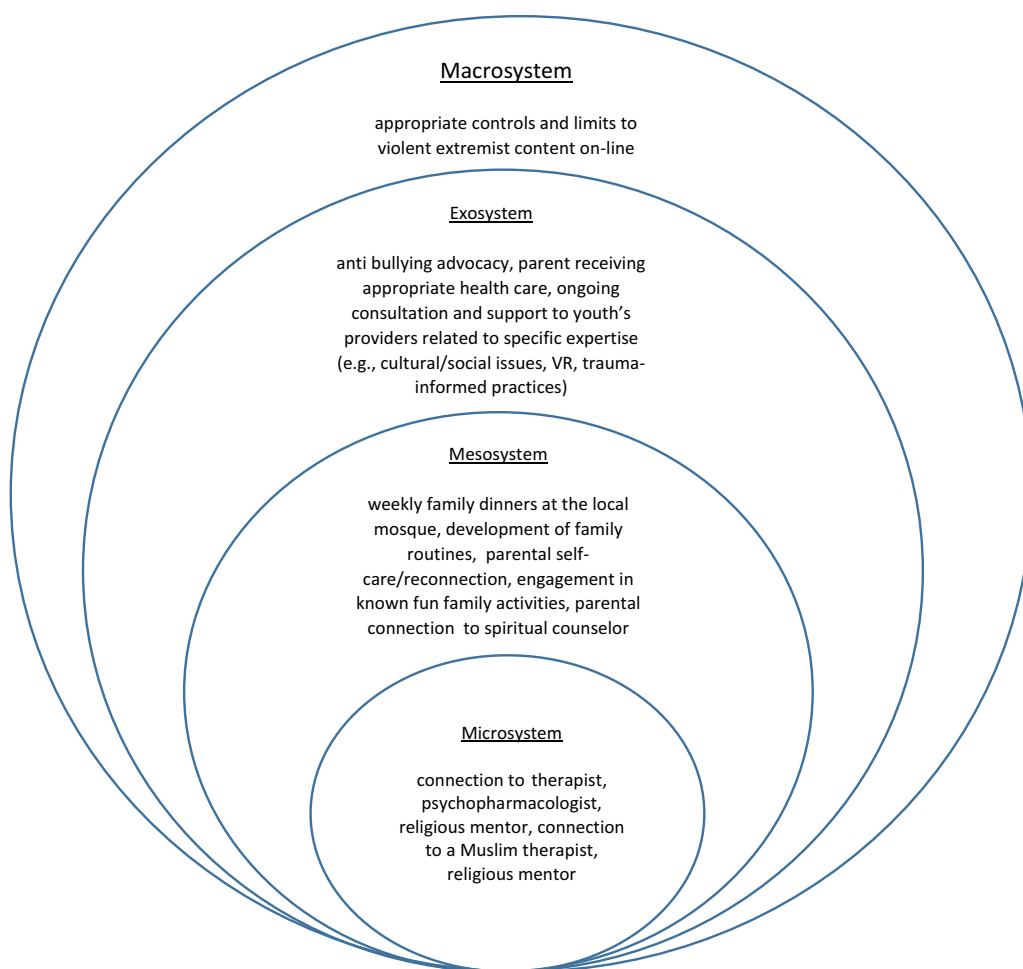 Macrosystem
appropriate controls and limits to
violent extremist content on-line
Exosystem
anti bullying advocacy, parent receiving
appropriate health care, ongoing
consultation and support to youth’s
providers related to specific expertise
(e.g., cultural/social issues, VR, trauma-
informed practices)
Mesosystem
weekly family dinners at the local
mosque, development of family
routines, parental self-
care/reconnection, engagement in
known fun family activities, parental
connection to spiritual counselor
Microsystem
connection to therapist,
psychopharmacologist,
religious mentor, connection
to a Muslim therapist,
religious mentor